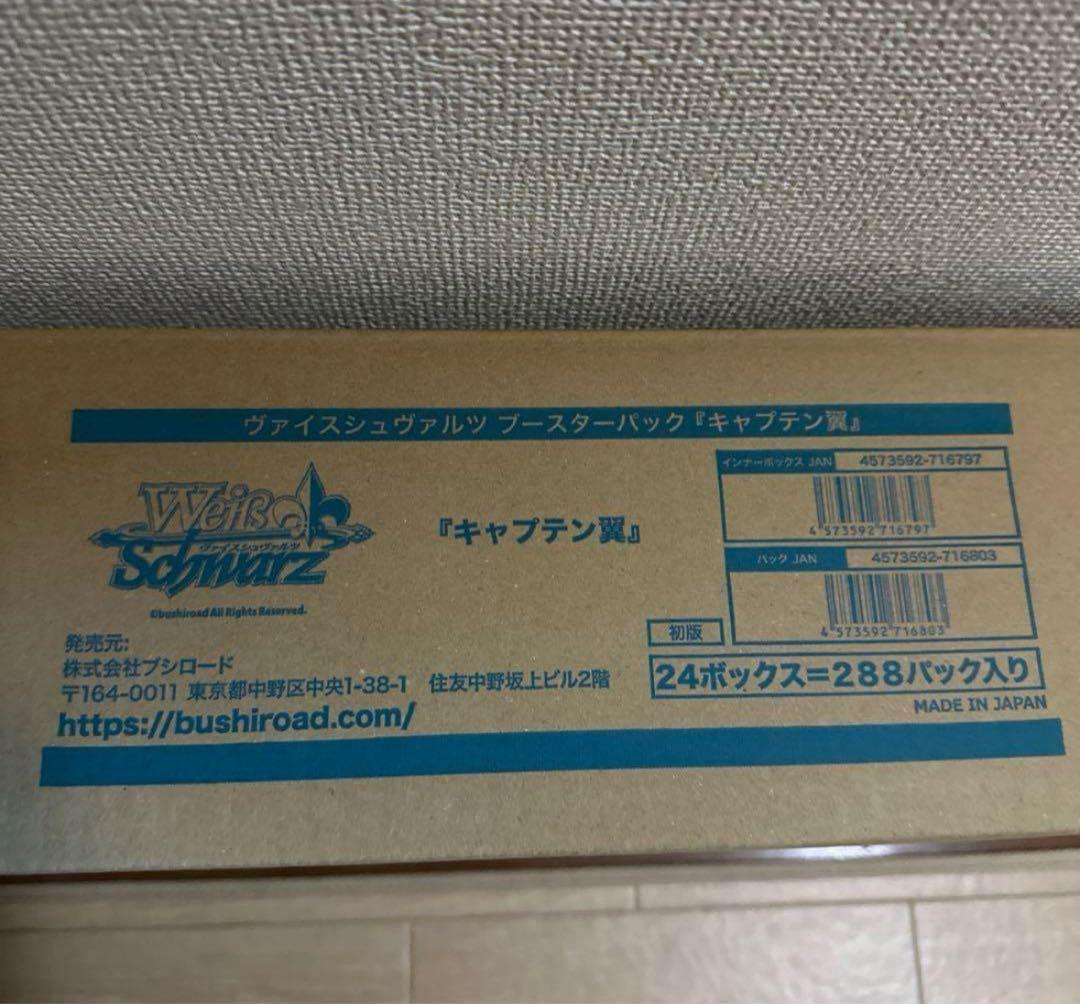 ヴァイスシュヴァルツ ブースターパック『キャプテン翼』
Weiß
ヴァイスシュヴァルツ
Schwarz
©bushiroad All Rights Reserved.
『キャプテン翼』
インナーボックス JAN 4573592-716797
4 573592 716797
パック JAN 4573592-716803
4 573592 716803
初版
24ボックス=288パック入り
MADE IN JAPAN
発売元:
株式会社ブシロード
〒164-0011 東京都中野区中央1-38-1 住友中野坂上ビル2階
https://bushiroad.com/